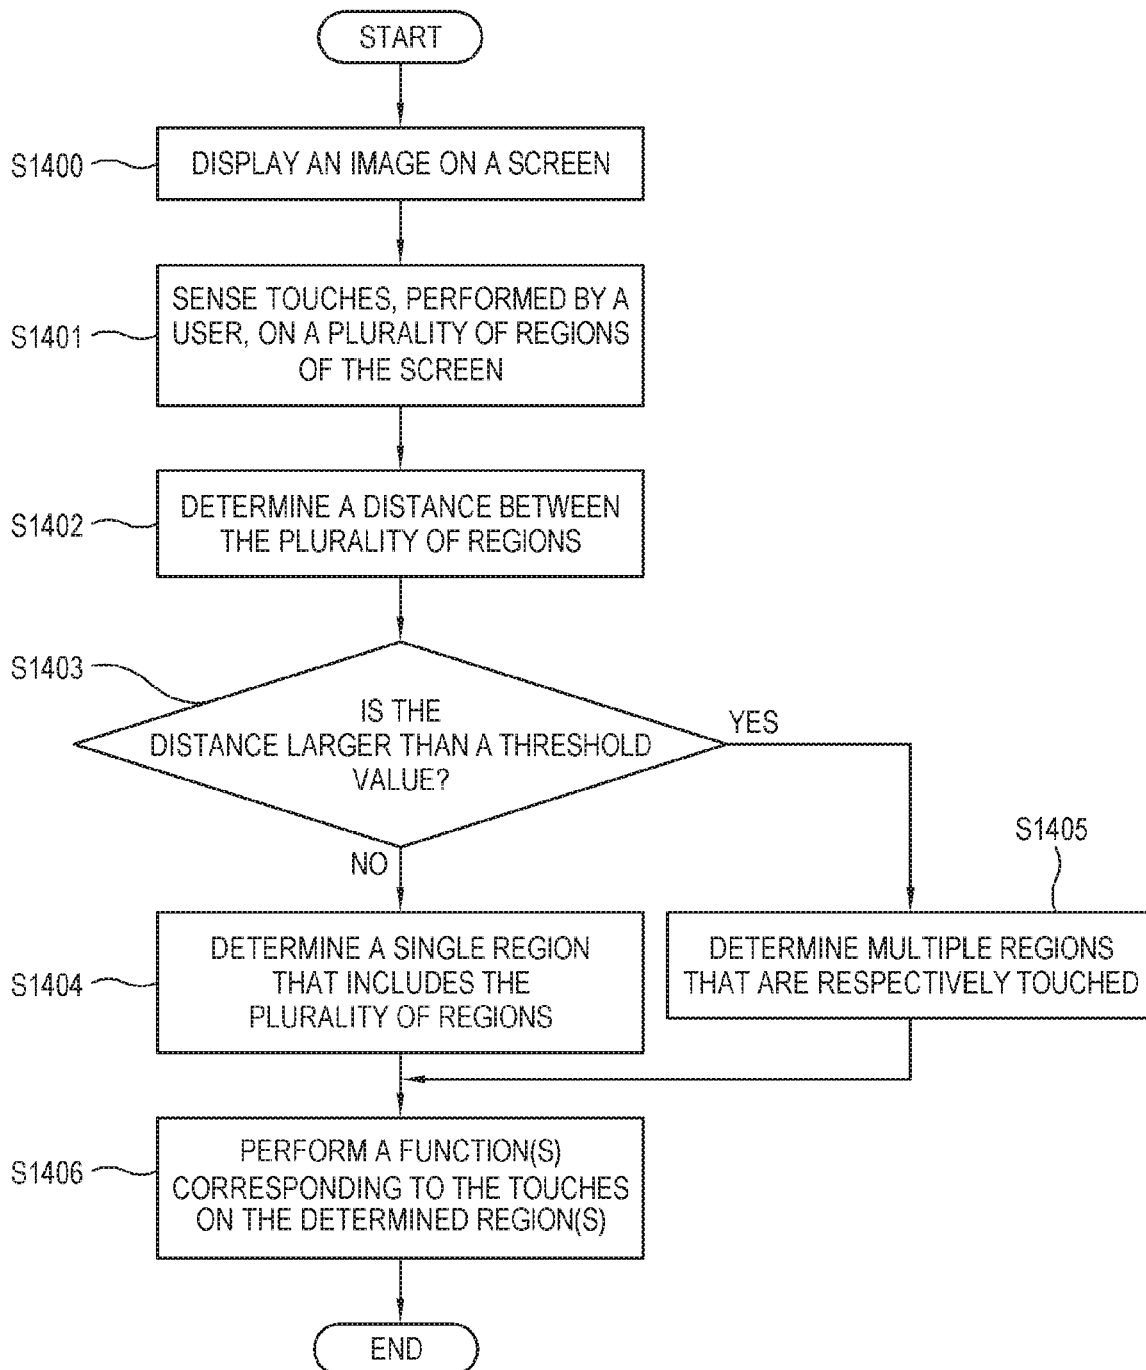 START
S1400
DISPLAY AN IMAGE ON A SCREEN
S1401
SENSE TOUCHES, PERFORMED BY A
USER, ON A PLURALITY OF REGIONS
OF THE SCREEN
S1402
DETERMINE A DISTANCE BETWEEN
THE PLURALITY OF REGIONS
S1403
IS THE
DISTANCE LARGER THAN A THRESHOLD
VALUE?
YES
NO
S1405
S1404
DETERMINE A SINGLE REGION
THAT INCLUDES THE
PLURALITY OF REGIONS
DETERMINE MULTIPLE REGIONS
THAT ARE RESPECTIVELY TOUCHED
S1406
PERFORM A FUNCTION(S)
CORRESPONDING TO THE TOUCHES
ON THE DETERMINED REGION(S)
END